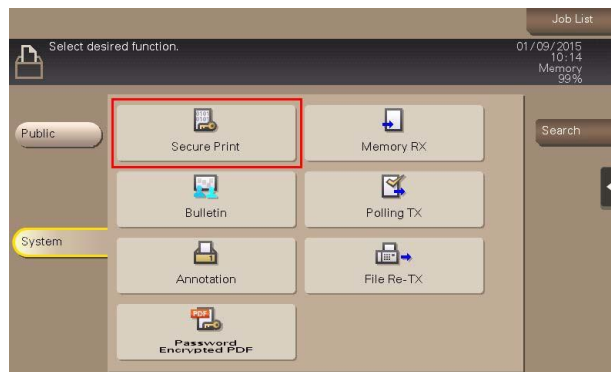 Job List
Select desired function.
01/09/2015
10:14
Memory
99%
Public
Secure Print
Memory RX
Search
Bulletin
Polling TX
System
Annotation
File Re-TX
PDF
Password
Encrypted PDF